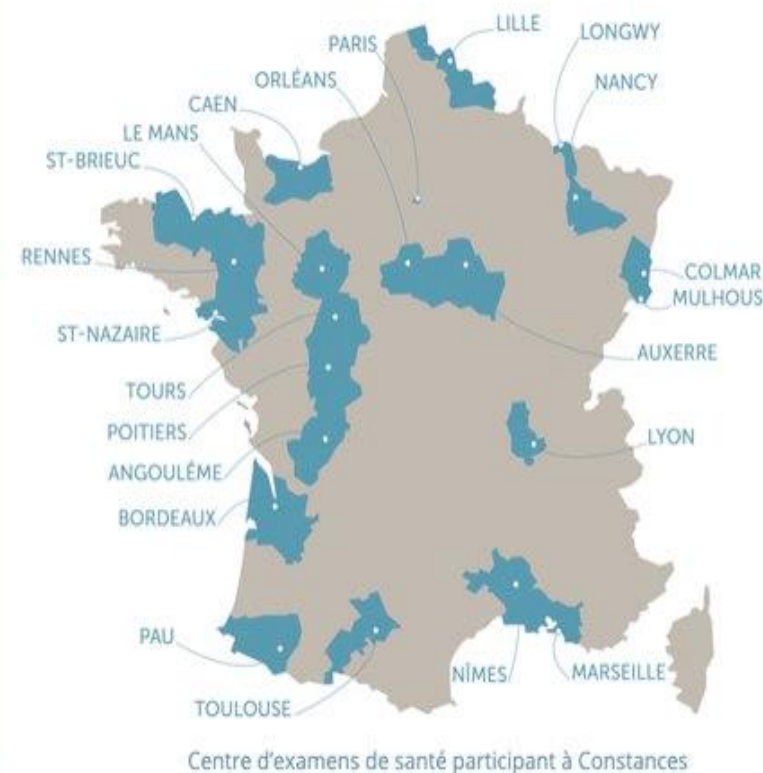 LILLE
LONGWY
PARIS
NANCY
ORLÉANS
CAEN
LE MANS
ST-BRIEUC
RENNES
COLMAR
MULHOUS
ST-NAZAIRE
AUXERRE
TOURS
POITIERS
LYON
ANGOULÉME
BORDEAUX
PAU
NÎMES
MARSEILLE
TOULOUSE
Centre d'examens de santé participant à Constances